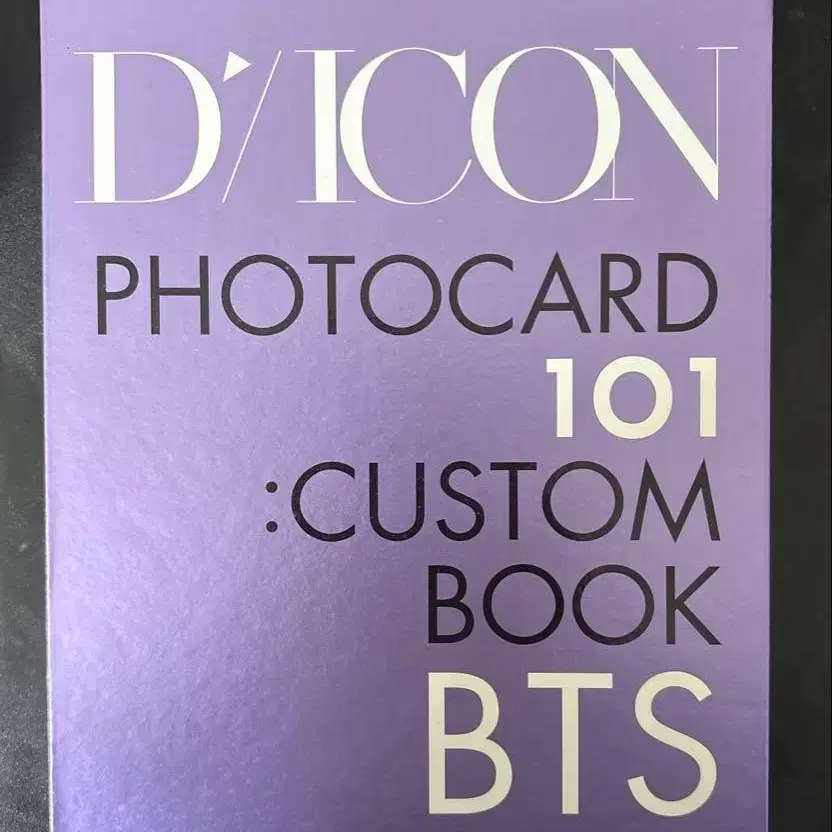 D'/ICON
PHOTOCARD
101
:CUSTOM
BOOK
BTS